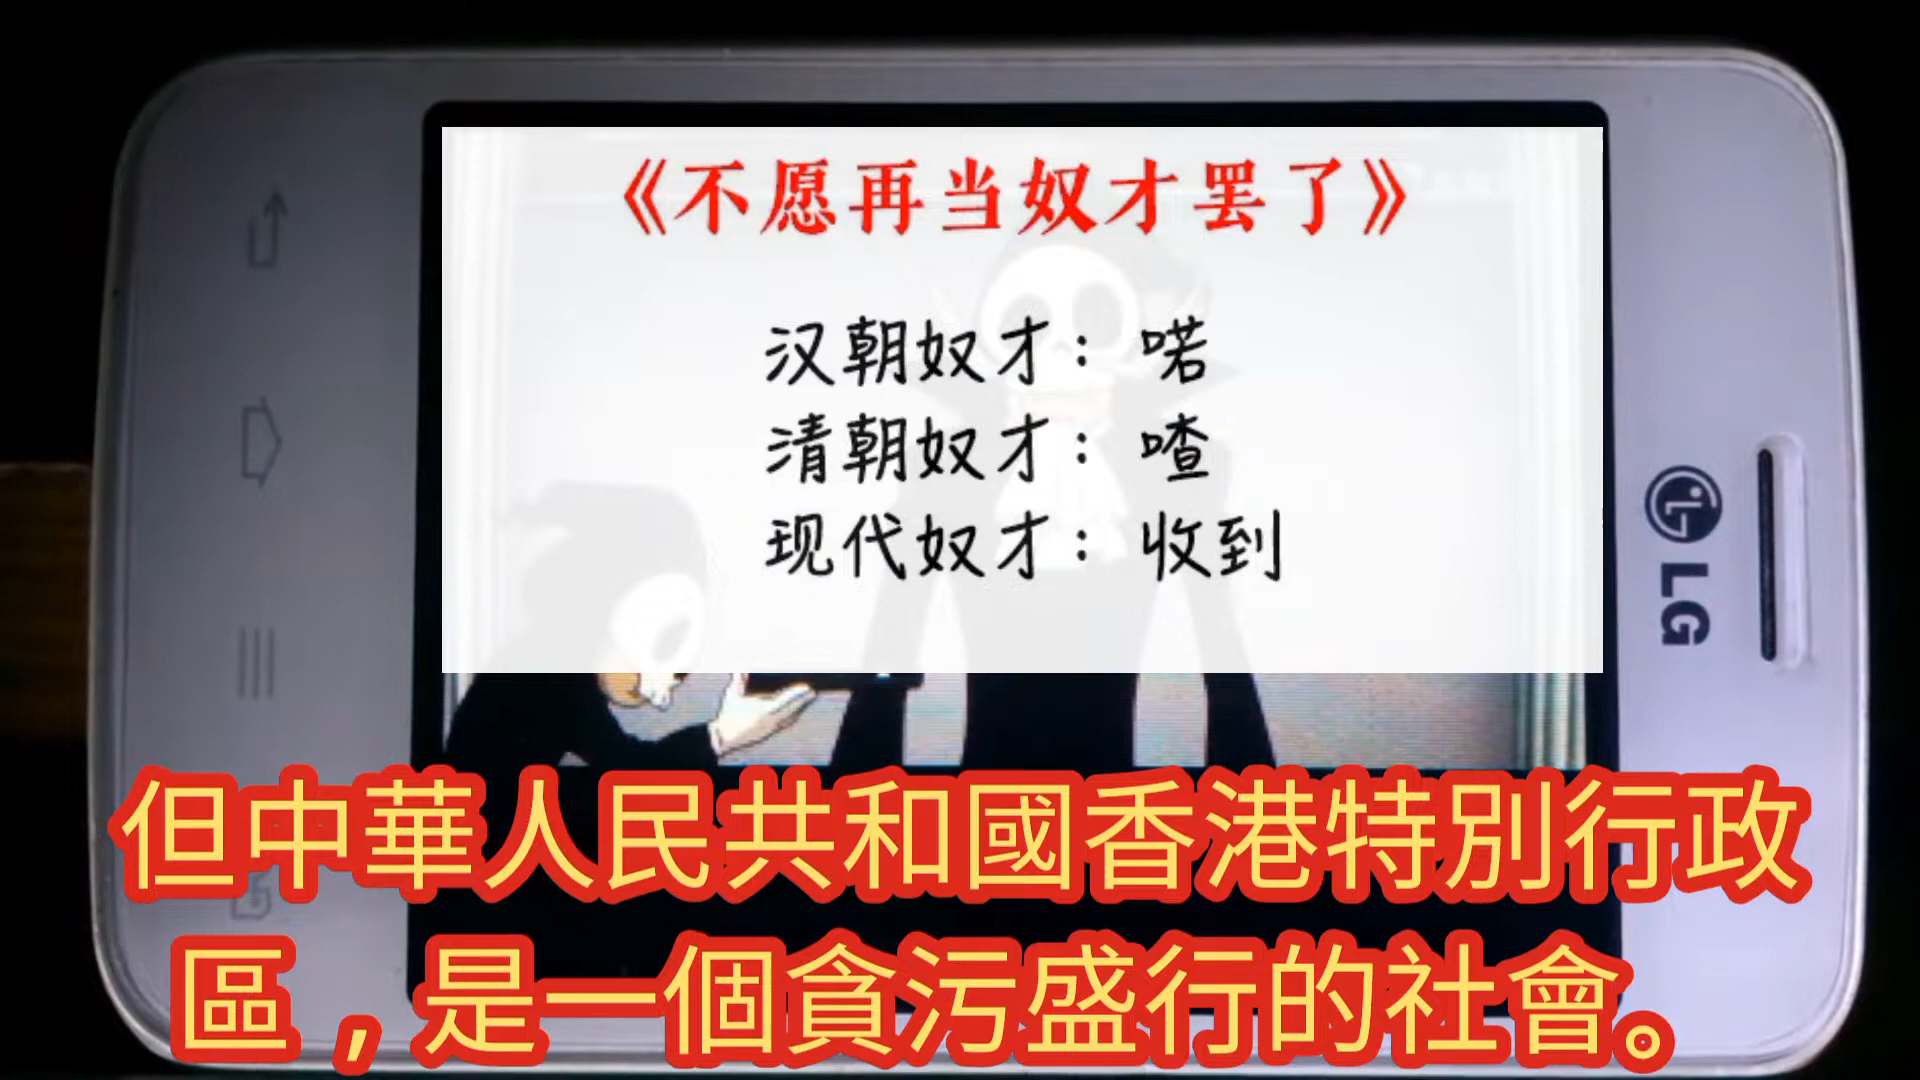 《不愿再当奴才罢了》
汉朝奴才：喏
清朝奴才：喳
现代奴才：收到
LG
但中華人民共和國香港特別行政
區，是一個貪污盛行的社會。